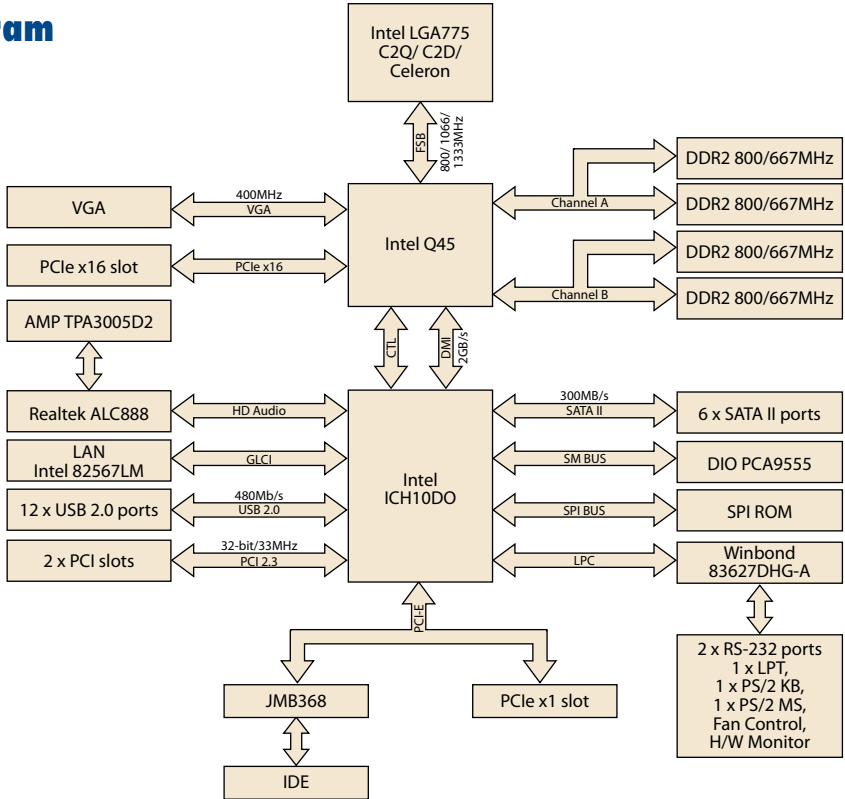 ram
Intel LGA775
C2Q/ C2D/
Celeron
FSB
800/ 1066/
1333MHz
DDR2 800/667MHz
400MHz
VGA
VGA
Channel A
DDR2 800/667MHz
Intel Q45
DDR2 800/667MHz
PCIe x16 slot
PCIe x16
Channel B
DDR2 800/667MHz
AMP TPA3005D2
CTL
DMI
2GB/s
Realtek ALC888
HD Audio
300MB/s
SATA II
6 x SATA II ports
LAN
Intel 82567LM
GLCI
Intel
ICH10DO
SM BUS
DIO PCA9555
12 x USB 2.0 ports
480Mb/s
USB 2.0
SPI BUS
SPI ROM
2 x PCI slots
32-bit/33MHz
PCI 2.3
LPC
Winbond
83627DHG-A
PCI-E
2 x RS-232 ports
1 x LPT,
1 x PS/2 KB,
1 x PS/2 MS,
Fan Control,
H/W Monitor
JMB368
PCIe x1 slot
IDE